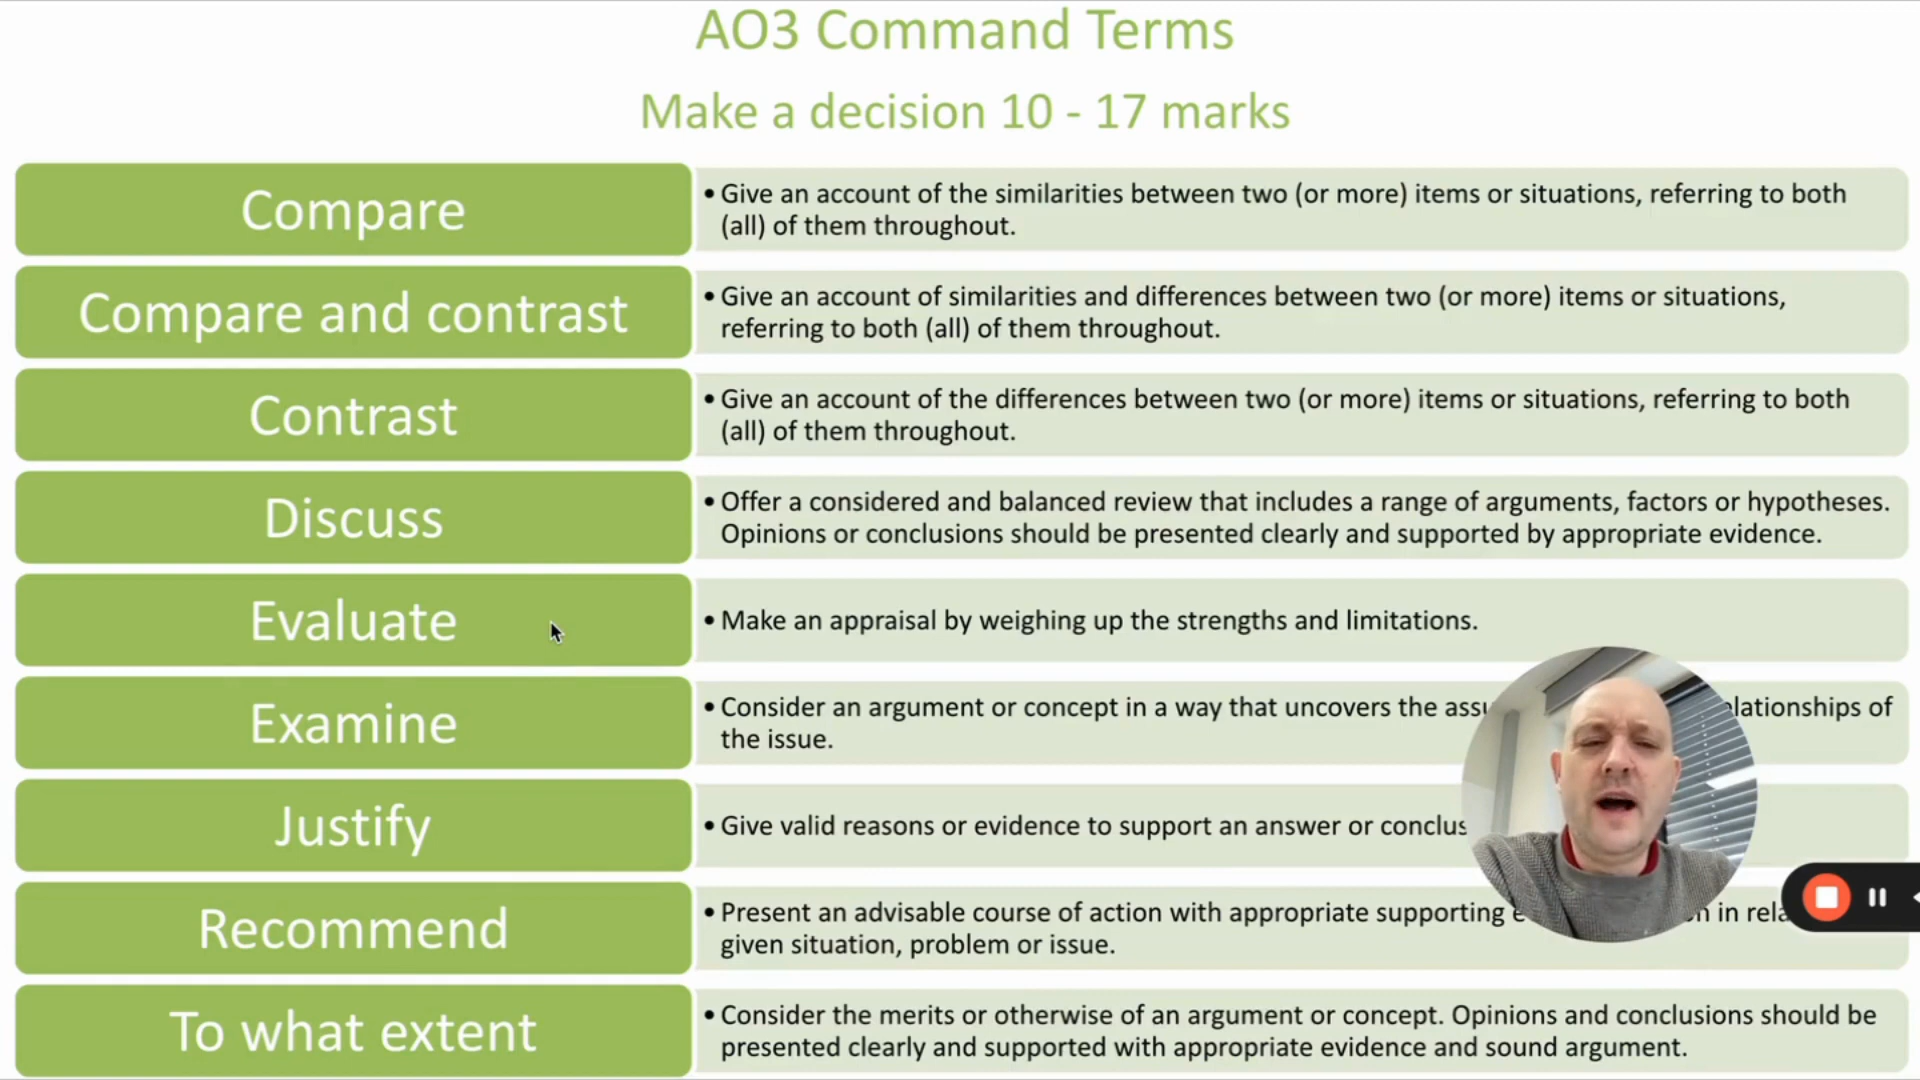 AO3 Command Terms
Make a decision 10 - 17 marks
Compare
• Give an account of the similarities between two (or more) items or situations, referring to both
(all) of them throughout.
Compare and contrast
• Give an account of similarities and differences between two (or more) items or situations,
referring to both (all) of them throughout.
Contrast
• Give an account of the differences between two (or more) items or situations, referring to both
(all) of them throughout.
Discuss
• Offer a considered and balanced review that includes a range of arguments, factors or hypotheses.
Opinions or conclusions should be presented clearly and supported by appropriate evidence.
Evaluate
• Make an appraisal by weighing up the strengths and limitations.
Examine
• Consider an argument or concept in a way that uncovers the of
the issue.
Justify
• Give valid reasons or evidence to support an answer or
Recommend
• Present an advisable course of action with appropriate supporting in
given situation, problem or issue.
To what extent
• Consider the merits or otherwise of an argument or concept. Opinions and conclusions should be
presented clearly and supported with appropriate evidence and sound argument.